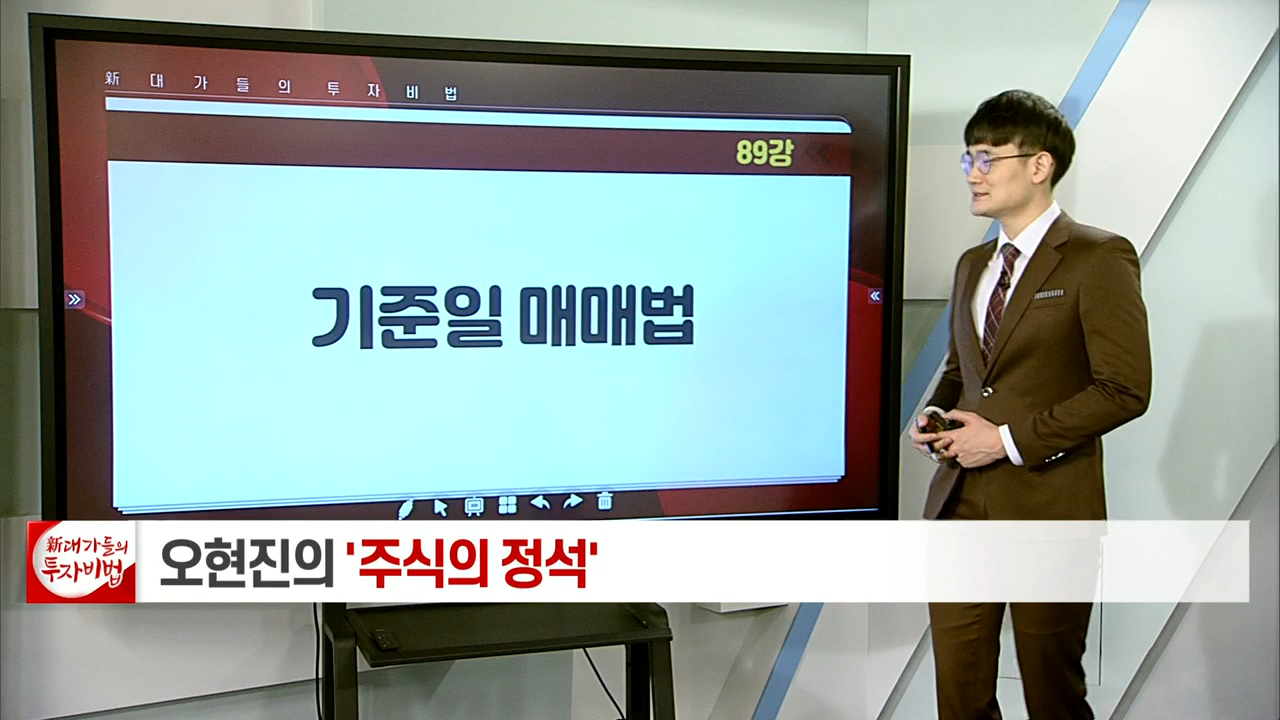 新 대 가 들 의 투 자 비 법
89강
기준일 매매법
新대가들의
투자비법
오현진의 '주식의 정석'